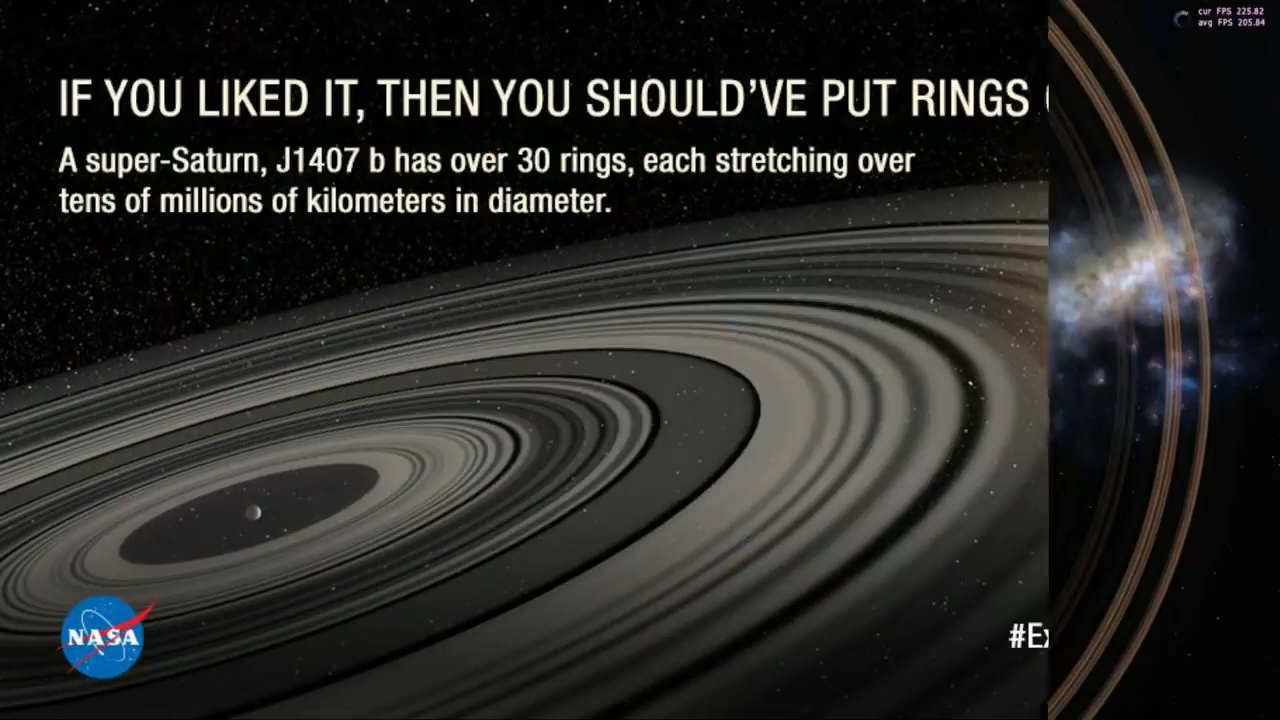 cur FPS 225.82
avg FPS 205.84
IF YOU LIKED IT, THEN YOU SHOULD'VE PUT RINGS
A super-Saturn, J1407 b has over 30 rings, each stretching over
tens of millions of kilometers in diameter.
NASA
#Ex